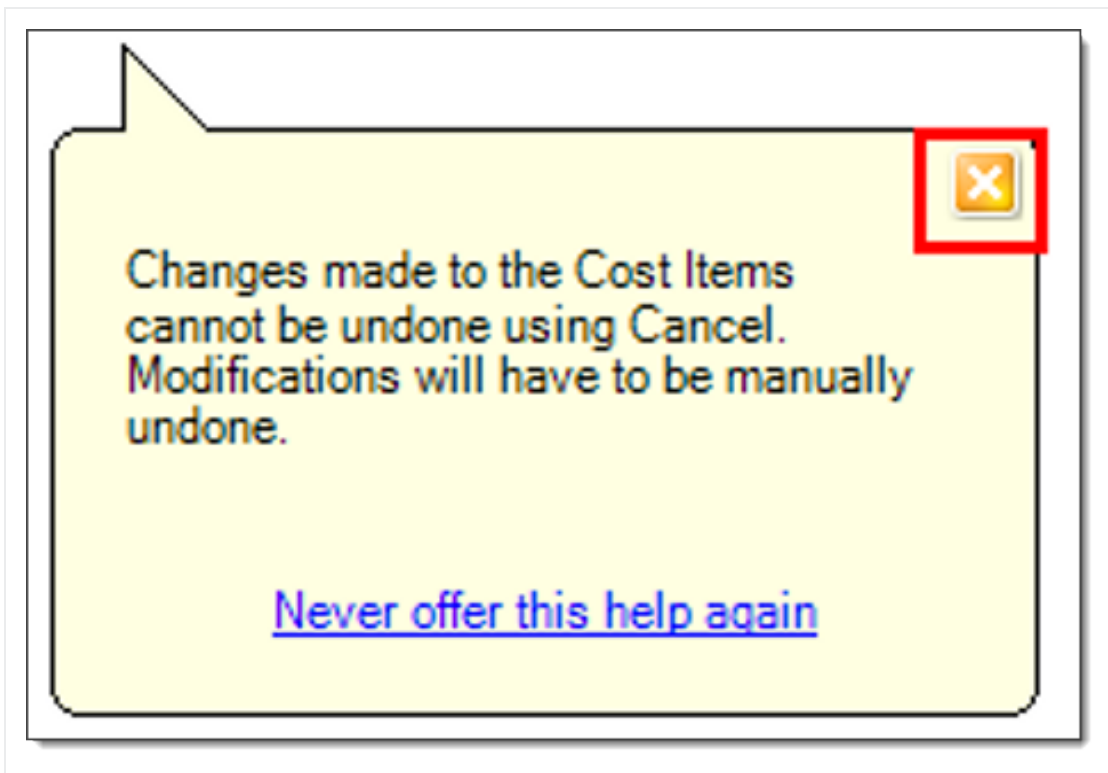 Changes made to the Cost Items
cannot be undone using Cancel.
Modifications will have to be manually
undone.
Never offer this help again